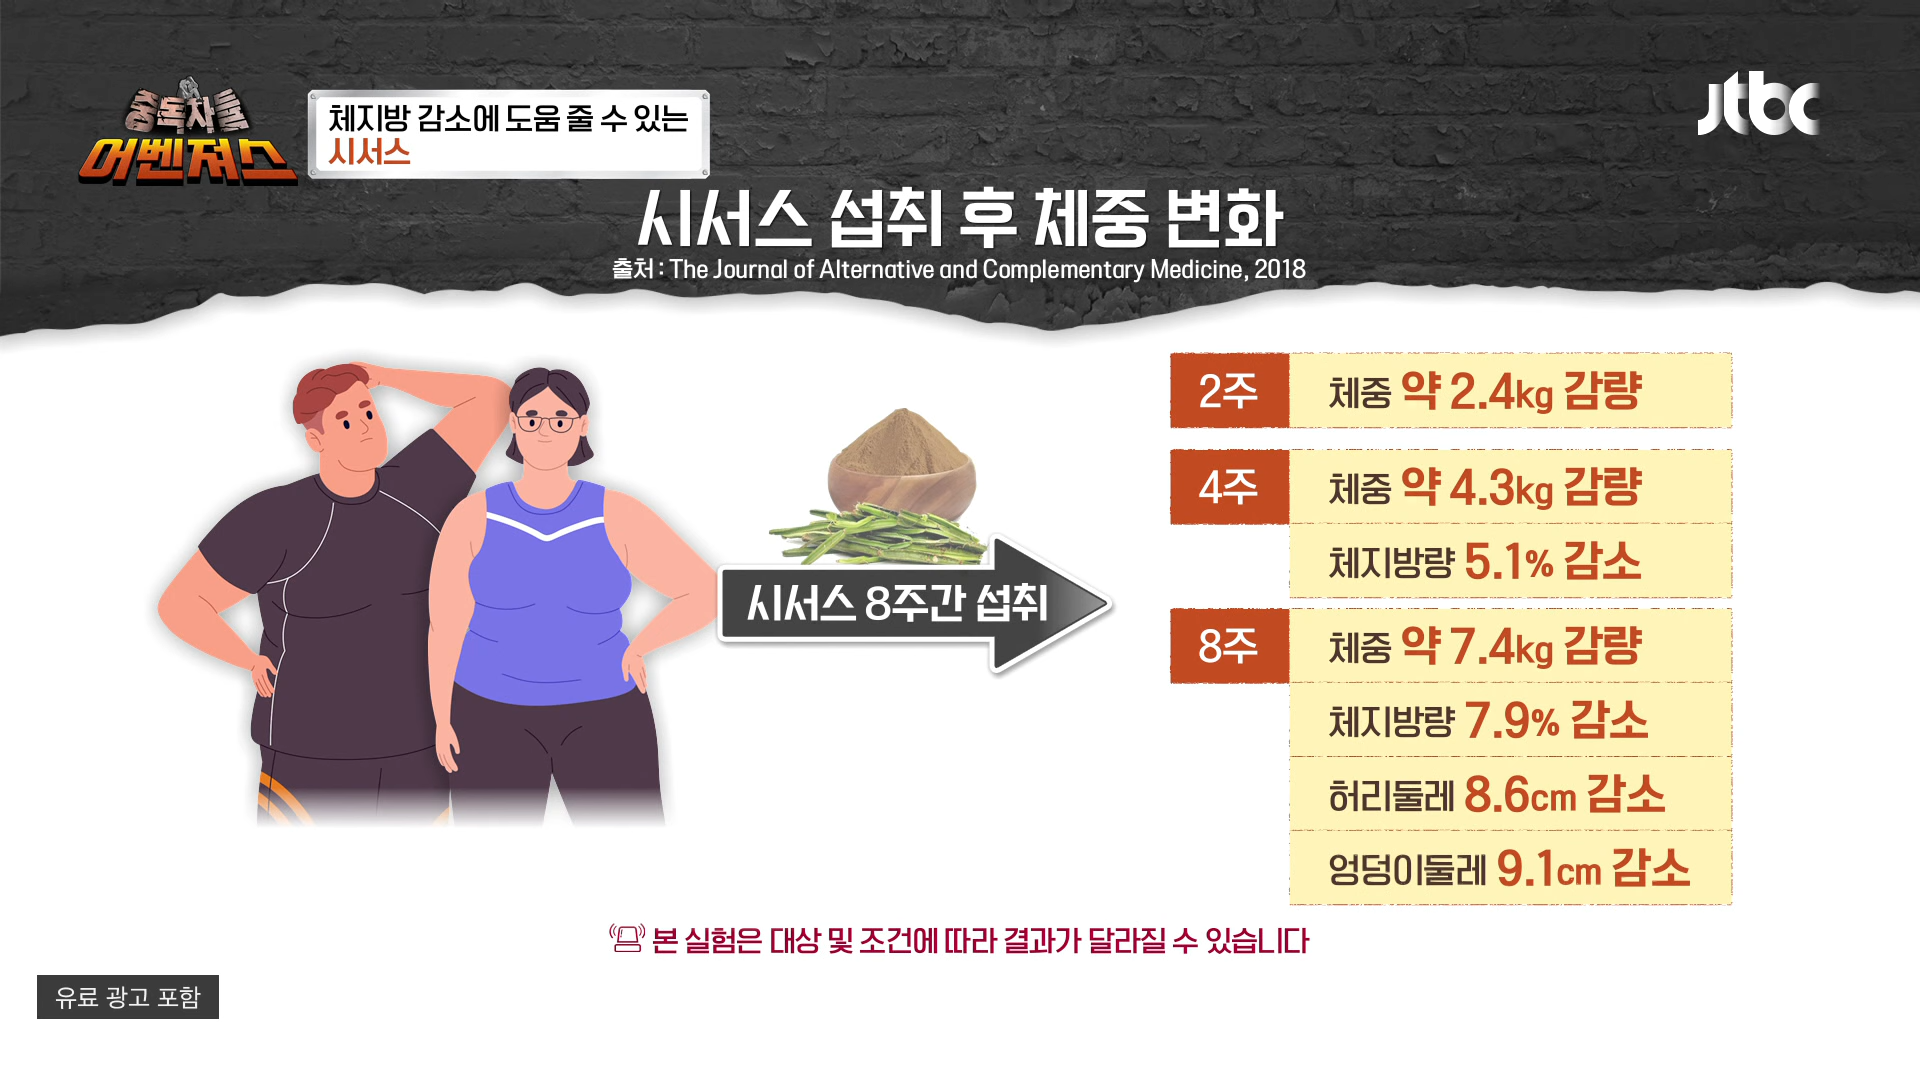 중독자들
어벤져스
체지방 감소에 도움 줄 수 있는
시서스
jtbc
시서스 섭취 후 체중 변화
출처 : The Journal of Alternative and Complementary Medicine, 2018
시서스 8주간 섭취
2주 체중 약 2.4kg 감량
4주 체중 약 4.3kg 감량
체지방량 5.1% 감소
8주 체중 약 7.4kg 감량
체지방량 7.9% 감소
허리둘레 8.6cm 감소
엉덩이둘레 9.1cm 감소
본 실험은 대상 및 조건에 따라 결과가 달라질 수 있습니다
유료 광고 포함